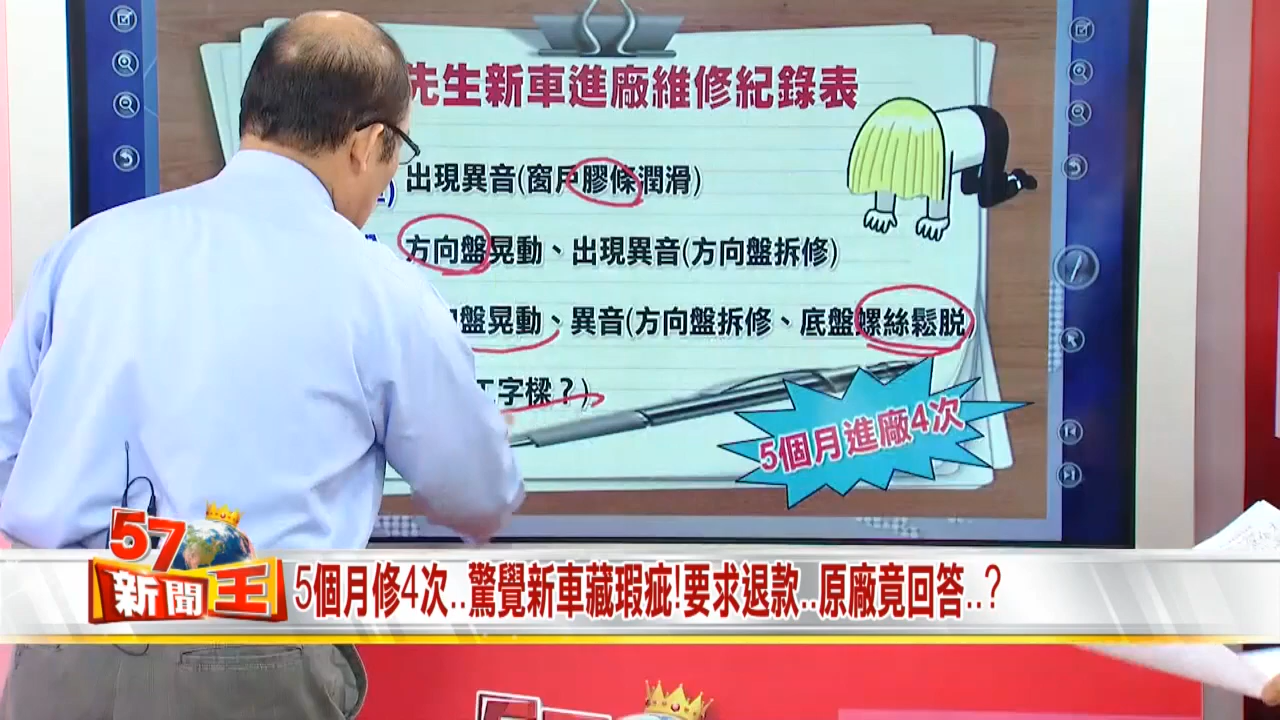 先生新車進廠維修紀錄表
出現異音(窗戶膠條潤滑)
方向盤晃動、出現異音(方向盤拆修)
盤晃動、異音(方向盤拆修、底盤螺絲鬆脫)
工字樑？)
5個月進廠4次
57
新聞王
5個月修4次..驚覺新車藏瑕疵!要求退款..原廠竟回答..?